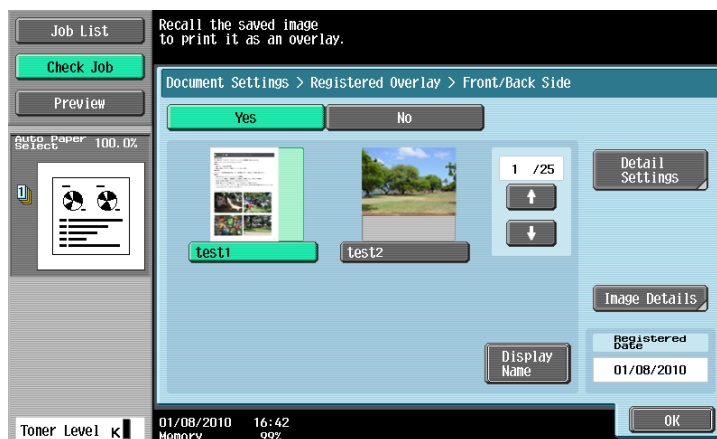 Job List
Check Job
Preview
Auto Paper
Select
100.0%
1
Recall the saved image
to print it as an overlay.
Document Settings > Registered Overlay > Front/Back Side
Yes
No
test1
test2
1 /25
Detail
Settings
Image Details
Display
Name
Registered
Date
01/08/2010
Toner Level K
01/08/2010 16:42
Memory 99%
OK